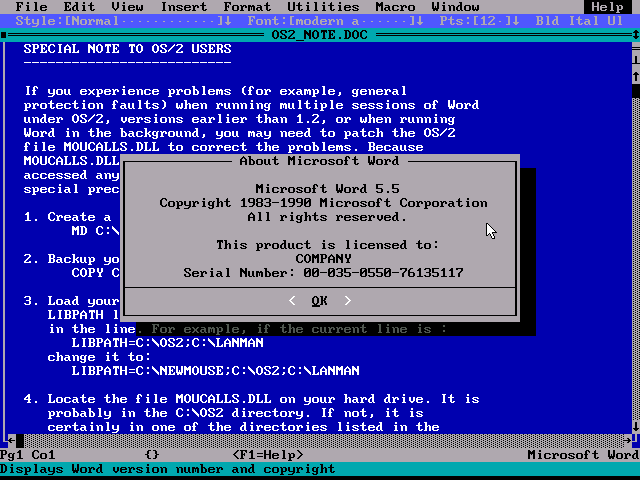 File Edit View Insert Format Utilities Macro Window Help
Style:[Normal············]↓ Font:[modern a······]↓ Pts:[12·]↓ Bld Ital Ul
OS2_NOTE.DOC
SPECIAL NOTE TO OS/2 USERS
--------------------------
If you experience problems (for example, general
protection faults) when running multiple sessions of Word
under OS/2, versions earlier than 1.2, or when running
Word in the background, you may need to patch the OS/2
file MOUCALLS.DLL to correct the problems. Because
MOUCALLS.DLL
accessed any
special prec
1. Create a
MD C:\
2. Backup yo
COPY C
3. Load your
LIBPATH l
in the line. For example, if the current line is :
LIBPATH=C:\OS2;C:\LANMAN
change it to:
LIBPATH=C:\NEWMOUSE;C:\OS2;C:\LANMAN
4. Locate the file MOUCALLS.DLL on your hard drive. It is
probably in the C:\OS2 directory. If not, it is
certainly in one of the directories listed in the
About Microsoft Word
Microsoft Word 5.5
Copyright 1983-1990 Microsoft Corporation
All rights reserved.
This product is licensed to:
COMPANY
Serial Number: 00-035-0550-76135117
< OK >
Pg1 Co1 {} <F1=Help> Microsoft Word
Displays Word version number and copyright